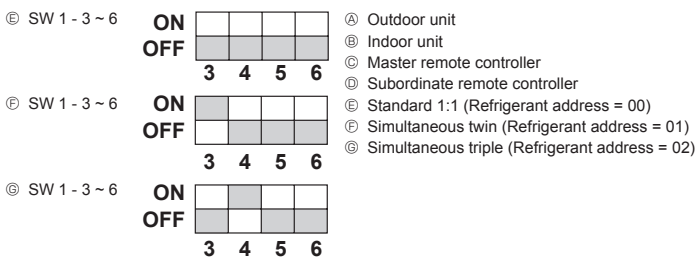 Ⓔ SW 1 - 3 ~ 6
ON
OFF
3 4 5 6
Ⓕ SW 1 - 3 ~ 6
ON
OFF
3 4 5 6
Ⓖ SW 1 - 3 ~ 6
ON
OFF
3 4 5 6
Ⓐ Outdoor unit
Ⓑ Indoor unit
Ⓒ Master remote controller
Ⓓ Subordinate remote controller
Ⓔ Standard 1:1 (Refrigerant address = 00)
Ⓕ Simultaneous twin (Refrigerant address = 01)
Ⓖ Simultaneous triple (Refrigerant address = 02)